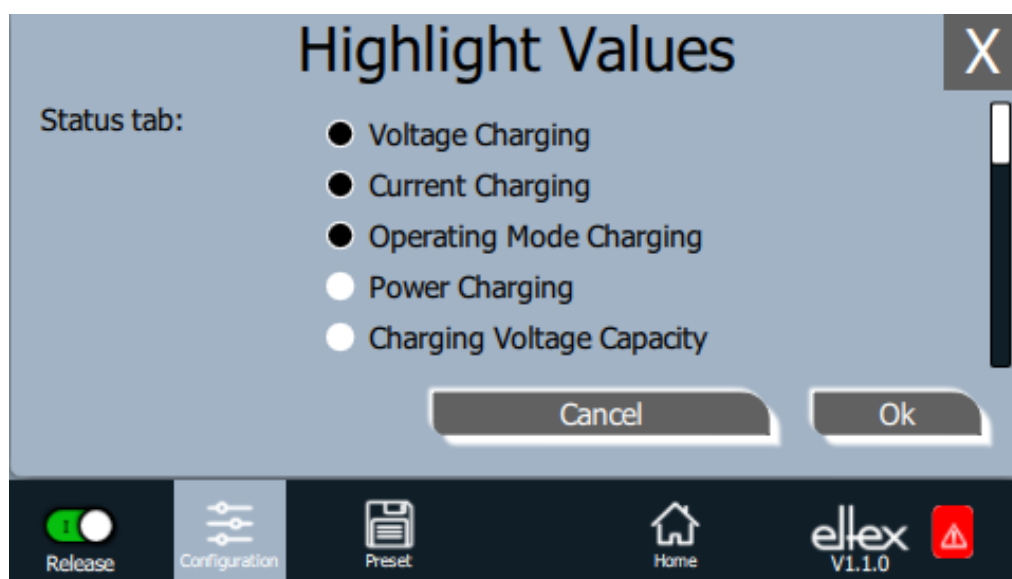 Highlight Values
X
Status tab:
Voltage Charging
Current Charging
Operating Mode Charging
Power Charging
Charging Voltage Capacity
Cancel
Ok
I
Release
Configuration
Preset
Home
eltex
V1.1.0